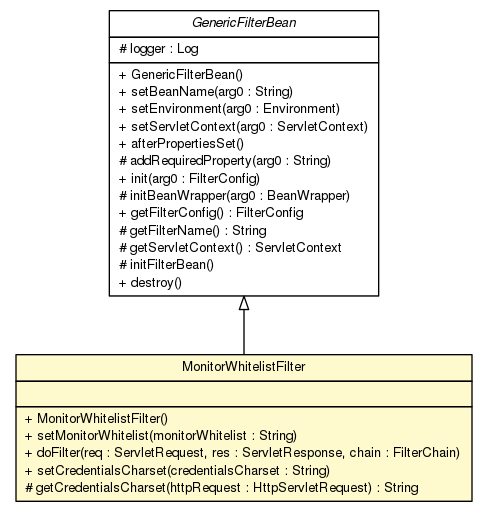 GenericFilterBean
# logger : Log
+ GenericFilterBean()
+ setBeanName(arg0 : String)
+ setEnvironment(arg0 : Environment)
+ setServletContext(arg0 : ServletContext)
+ afterPropertiesSet()
# addRequiredProperty(arg0 : String)
+ init(arg0 : FilterConfig)
# initBeanWrapper(arg0 : BeanWrapper)
+ getFilterConfig() : FilterConfig
# getFilterName() : String
# getServletContext() : ServletContext
# initFilterBean()
+ destroy()
MonitorWhitelistFilter
+ MonitorWhitelistFilter()
+ setMonitorWhitelist(monitorWhitelist : String)
+ doFilter(req : ServletRequest, res : ServletResponse, chain : FilterChain)
+ setCredentialsCharset(credentialsCharset : String)
# getCredentialsCharset(httpRequest : HttpServletRequest) : String